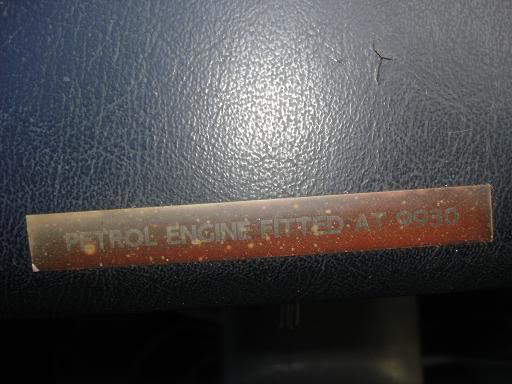 PETROL ENGINE FITTED AT 9930